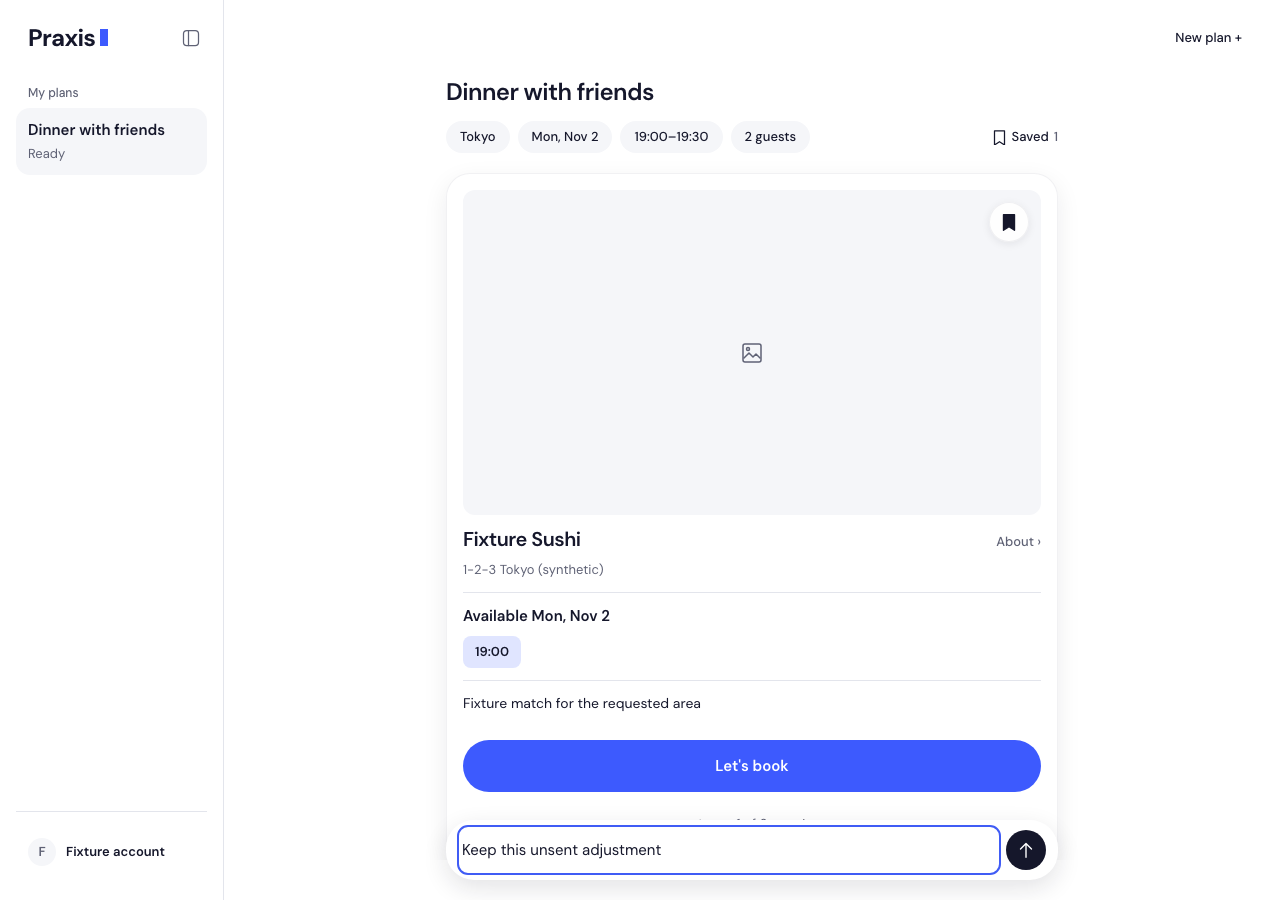 Praxis
New plan +
My plans
Dinner with friends
Ready
Dinner with friends
Tokyo
Mon, Nov 2
19:00–19:30
2 guests
Saved 1
Fixture Sushi
About ›
1-2-3 Tokyo (synthetic)
Available Mon, Nov 2
19:00
Fixture match for the requested area
Let's book
Keep this unsent adjustment
F
Fixture account